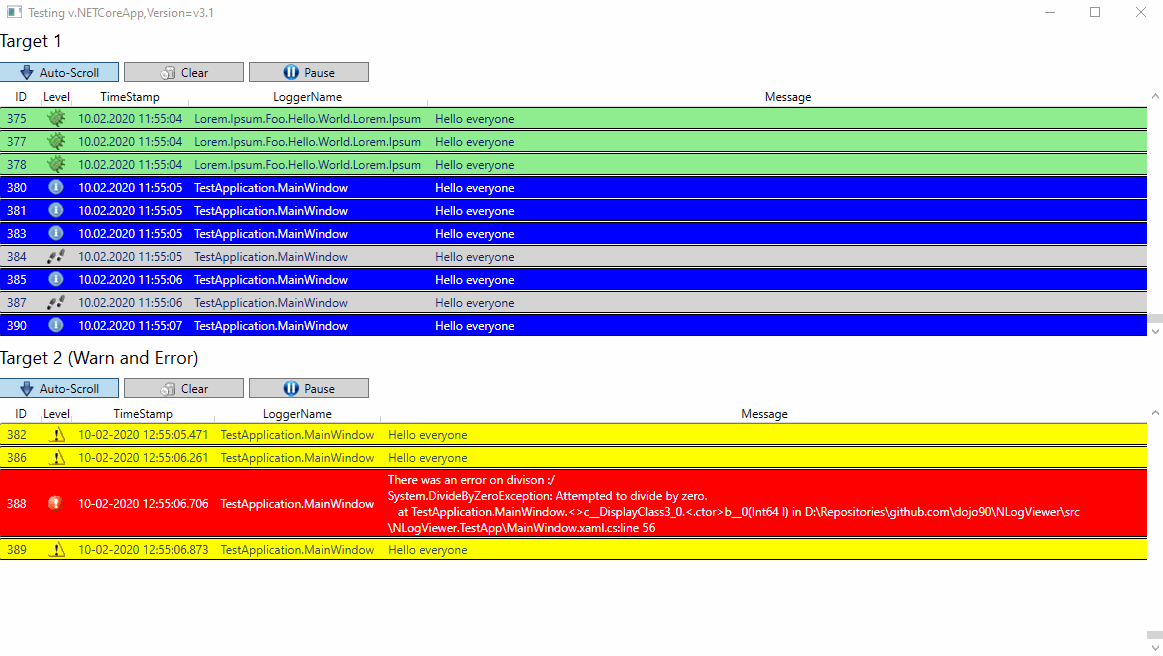 Testing v.NETCoreApp,Version=v3.1
Target 1
Auto-Scroll Clear Pause
ID Level TimeStamp LoggerName Message
375 10.02.2020 11:55:04 Lorem.Ipsum.Foo.Hello.World.Lorem.Ipsum Hello everyone
377 10.02.2020 11:55:04 Lorem.Ipsum.Foo.Hello.World.Lorem.Ipsum Hello everyone
378 10.02.2020 11:55:04 Lorem.Ipsum.Foo.Hello.World.Lorem.Ipsum Hello everyone
380 10.02.2020 11:55:05 TestApplication.MainWindow Hello everyone
381 10.02.2020 11:55:05 TestApplication.MainWindow Hello everyone
383 10.02.2020 11:55:05 TestApplication.MainWindow Hello everyone
384 10.02.2020 11:55:05 TestApplication.MainWindow Hello everyone
385 10.02.2020 11:55:06 TestApplication.MainWindow Hello everyone
387 10.02.2020 11:55:06 TestApplication.MainWindow Hello everyone
390 10.02.2020 11:55:07 TestApplication.MainWindow Hello everyone
Target 2 (Warn and Error)
Auto-Scroll Clear Pause
ID Level TimeStamp LoggerName Message
382 10-02-2020 12:55:05.471 TestApplication.MainWindow Hello everyone
386 10-02-2020 12:55:06.261 TestApplication.MainWindow Hello everyone
There was an error on divison :/
System.DivideByZeroException: Attempted to divide by zero.
388 10-02-2020 12:55:06.706 TestApplication.MainWindow
at TestApplication.MainWindow.<>c__DisplayClass3_0.<.ctor>b__0(Int64 l) in D:\Repositories\github.com\dojo90\NLogViewer\src
\NLogViewer.TestApp\MainWindow.xaml.cs:line 56
389 10-02-2020 12:55:06.873 TestApplication.MainWindow Hello everyone